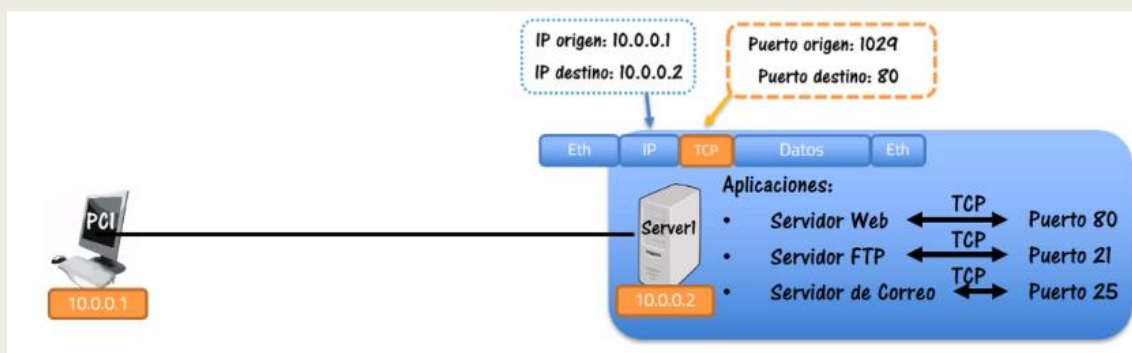 IP origen: 10.0.0.1
IP destino: 10.0.0.2
Puerto origen: 1029
Puerto destino: 80
Eth IP TCP Datos Eth
Aplicaciones:
• Servidor Web TCP Puerto 80
• Servidor FTP TCP Puerto 21
• Servidor de Correo TCP Puerto 25
PC1
Server1
10.0.0.1
10.0.0.2